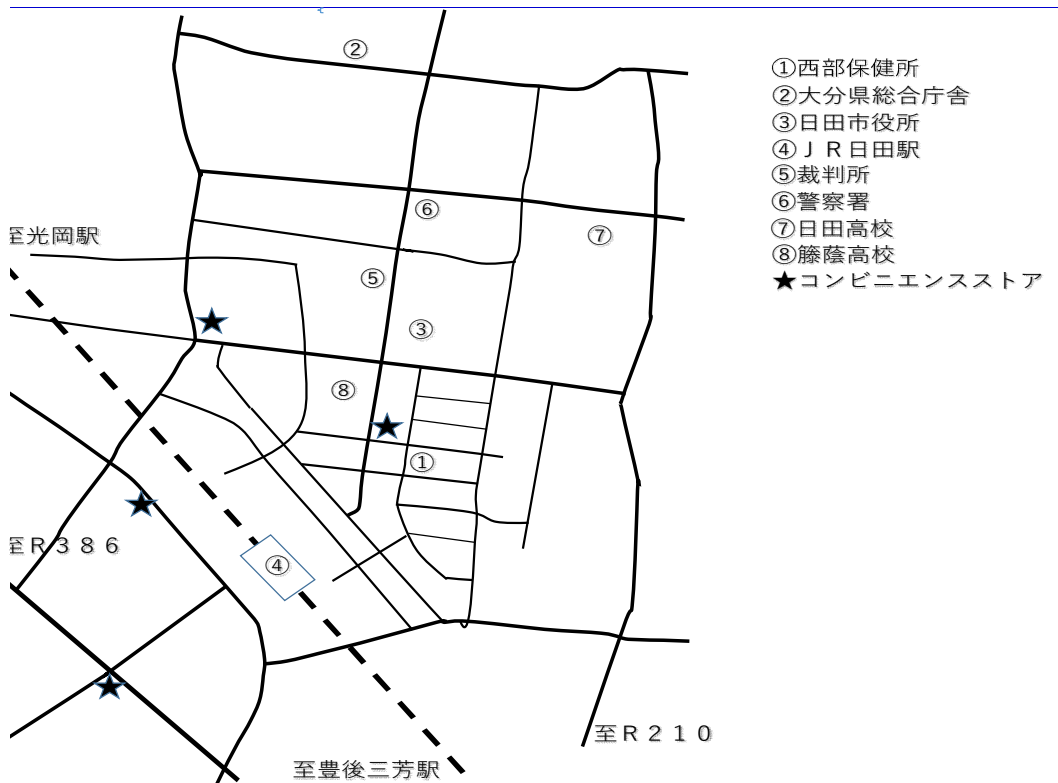 ②
①西部保健所
②大分県総合庁舎
③日田市役所
④ＪＲ日田駅
⑤裁判所
⑥警察署
⑦日田高校
⑧籐蔭高校
★コンビニエンスストア
⑥
⑦
至光岡駅
⑤
③
⑧
①
至Ｒ３８６
④
至Ｒ２１０
至豊後三芳駅